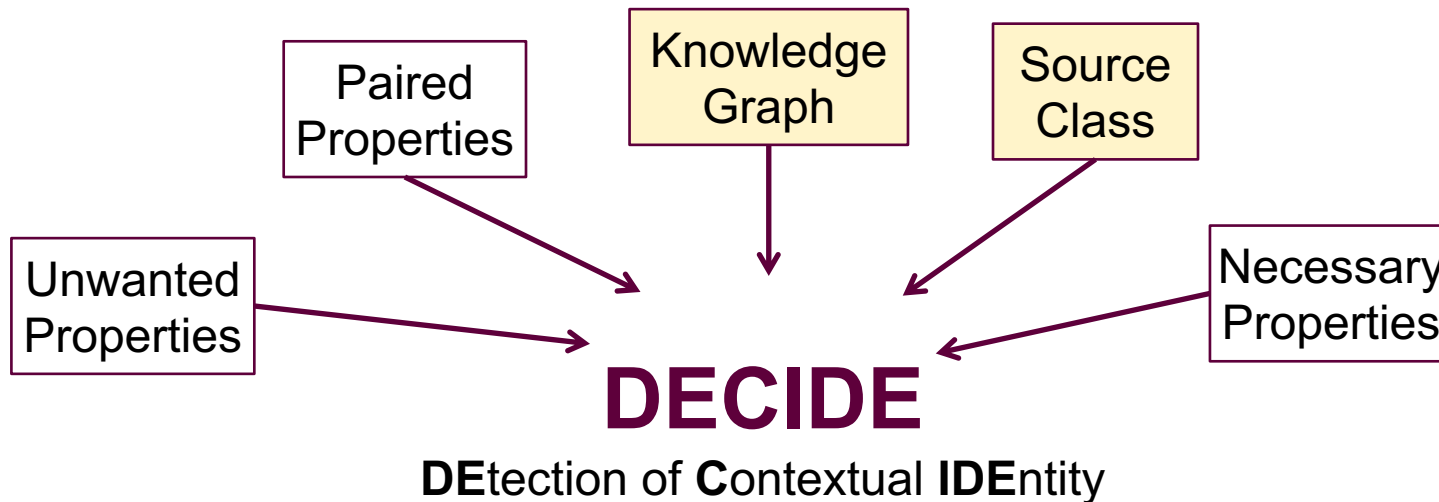 Unwanted
Properties
Paired
Properties
Knowledge
Graph
Source
Class
Necessary
Properties
DECIDE
DEtection of Contextual IDEntity